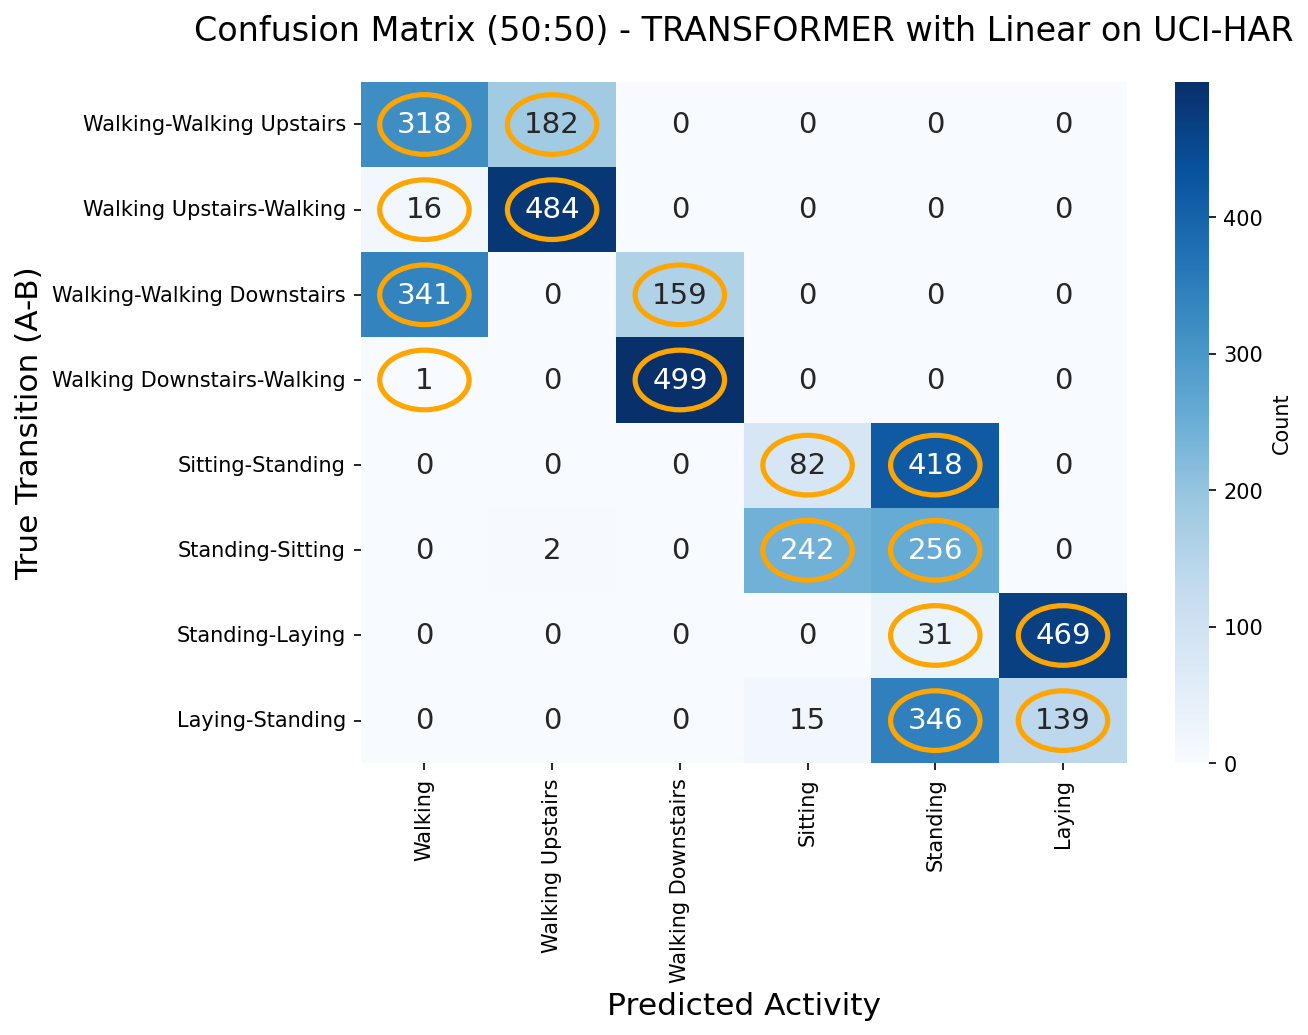 Confusion Matrix (50:50) - TRANSFORMER with Linear on UCI-HAR
True Transition (A-B)
Walking-Walking Upstairs 318 182 0 0 0 0
Walking Upstairs-Walking 16 484 0 0 0 0
Walking-Walking Downstairs 341 0 159 0 0 0
Walking Downstairs-Walking 1 0 499 0 0 0
Sitting-Standing 0 0 0 82 418 0
Standing-Sitting 0 2 0 242 256 0
Standing-Laying 0 0 0 0 31 469
Laying-Standing 0 0 0 15 346 139
Walking
Walking Upstairs
Walking Downstairs
Sitting
Standing
Laying
Predicted Activity
400
300
200
100
0
Count